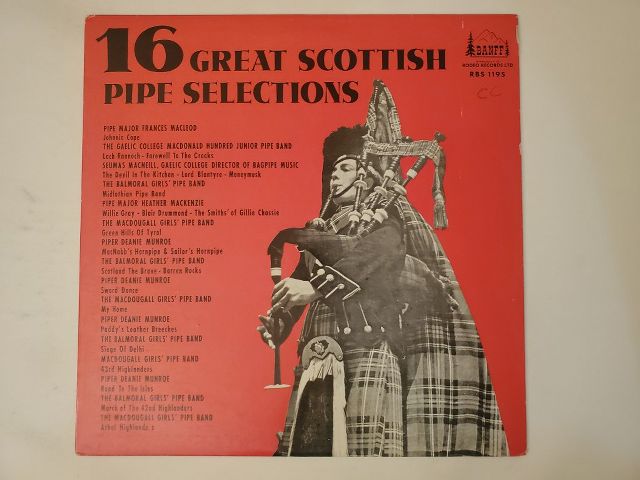 16 GREAT SCOTTISH
PIPE SELECTIONS
BANFF
RODEO RECORDS LTD
RBS 1195
CC
PIPE MAJOR FRANCES MACLEOD
Johnnie Cope
THE GAELIC COLLEGE MACDONALD HUNDRED JUNIOR PIPE BAND
Loch Rannoch - Farewell To The Creeks
SEUMAS MACNEILL, GAELIC COLLEGE DIRECTOR OF BAGPIPE MUSIC
The Devil In The Kitchen - Lord Blantyre - Moneymusk
THE BALMORAL GIRLS' PIPE BAND
Midlothian Pipe Band
PIPE MAJOR HEATHER MACKENZIE
Willie Gray - Blair Drummond - The Smiths' of Gillie Chassie
THE MACDOUGALL GIRLS' PIPE BAND
Green Hills Of Tyrol
PIPER DEANIE MUNROE
MacNabb's Hornpipe & Sailor's Hornpipe
THE BALMORAL GIRLS' PIPE BAND
Scotland The Brave - Barren Rocks
PIPER DEANIE MUNROE
Sword Dance
THE MACDOUGALL GIRLS' PIPE BAND
My Home
PIPER DEANIE MUNROE
Paddy's Leather Breeches
THE BALMORAL GIRLS' PIPE BAND
Siege Of Delhi
MACDOUGALL GIRLS' PIPE BAND
43rd Highlanders
PIPER DEANIE MUNROE
Road To The Isles
THE BALMORAL GIRLS' PIPE BAND
March of The 42nd Highlanders
THE MACDOUGALL GIRLS' PIPE BAND
Athol Highlanders